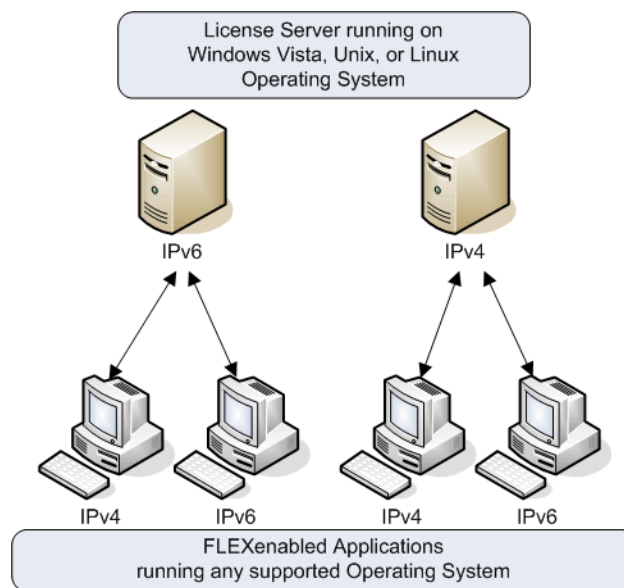 License Server running on
Windows Vista, Unix, or Linux
Operating System
IPv6 IPv4
IPv4 IPv6 IPv4 IPv6
FLEXenabled Applications
running any supported Operating System